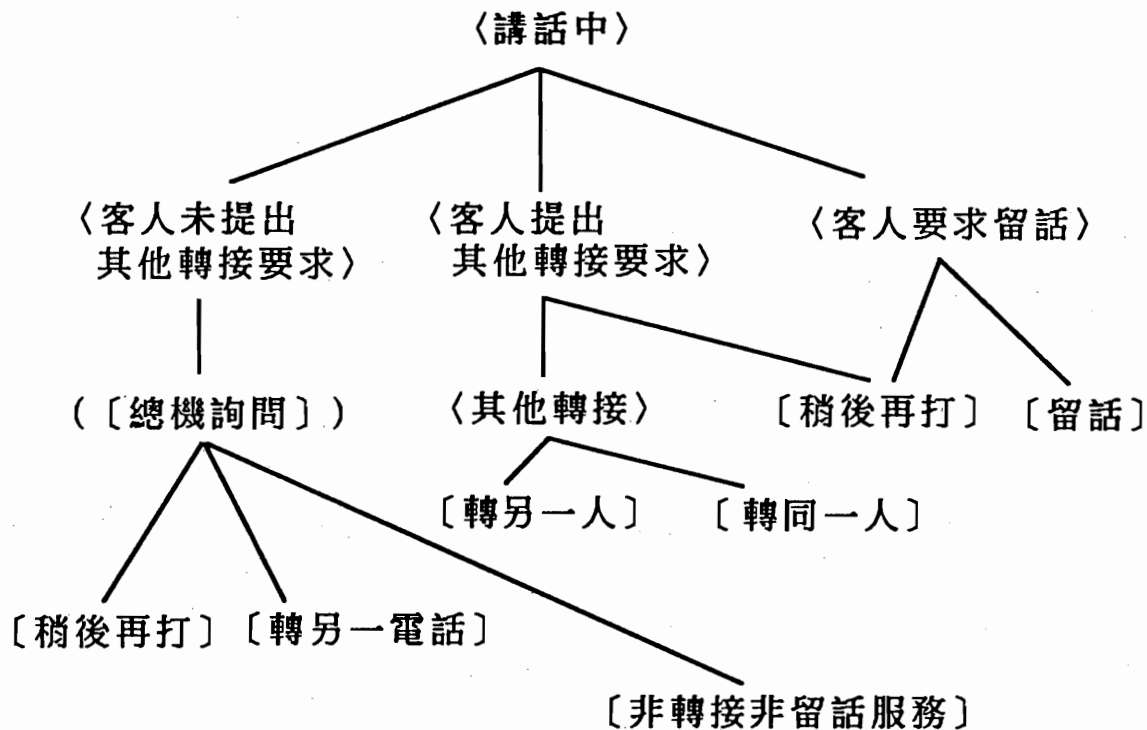 〈講話中〉
〈客人未提出
其他轉接要求〉
〈客人提出
其他轉接要求〉
〈客人要求留話〉
(〔總機詢問〕)
〈其他轉接〉
〔稍後再打〕
〔留話〕
〔轉另一人〕
〔轉同一人〕
〔稍後再打〕
〔轉另一電話〕
〔非轉接非留話服務〕